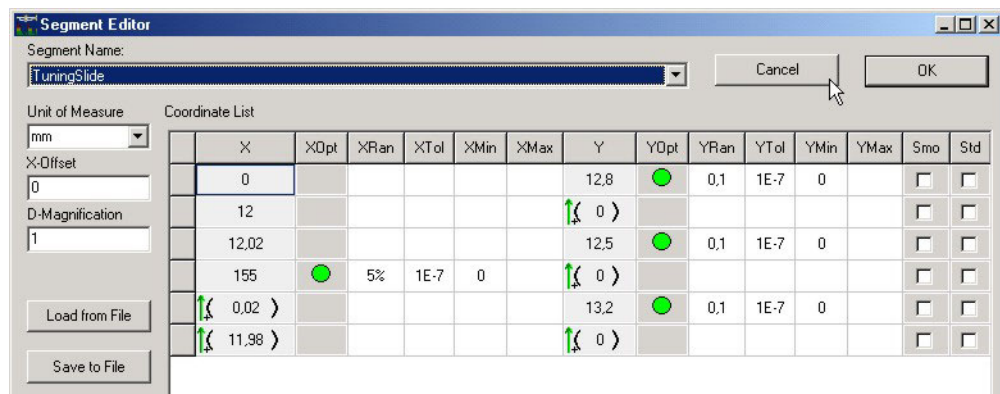 Segment Editor
Segment Name:
TuningSlide
Cancel
OK
Unit of Measure
mm
X-Offset
0
D-Magnification
1
Load from File
Save to File
Coordinate List
X XOpt XRan XTol XMin XMax Y YOpt YRan YTol YMin YMax Smo Std
0 12,8 0,1 1E-7 0
12 ( 0 )
12,02 12,5 0,1 1E-7 0
155 5% 1E-7 0 ( 0 )
( 0,02 ) 13,2 0,1 1E-7 0
( 11,98 ) ( 0 )